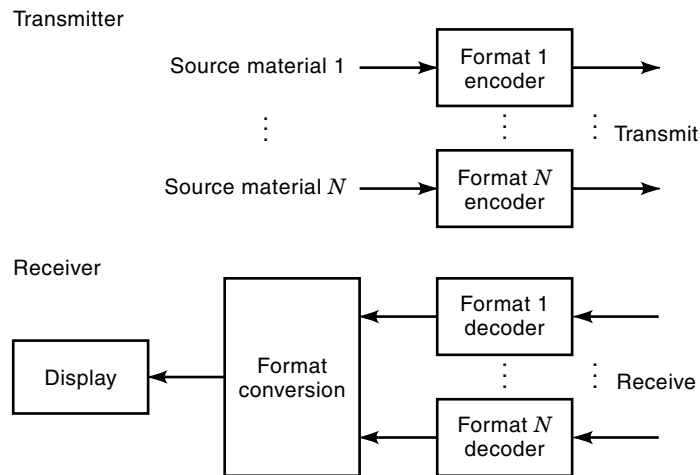 Transmitter
Source material 1
Format 1
encoder
Transmit
Source material N
Format N
encoder
Receiver
Format 1
decoder
Display
Format
conversion
Receive
Format N
decoder